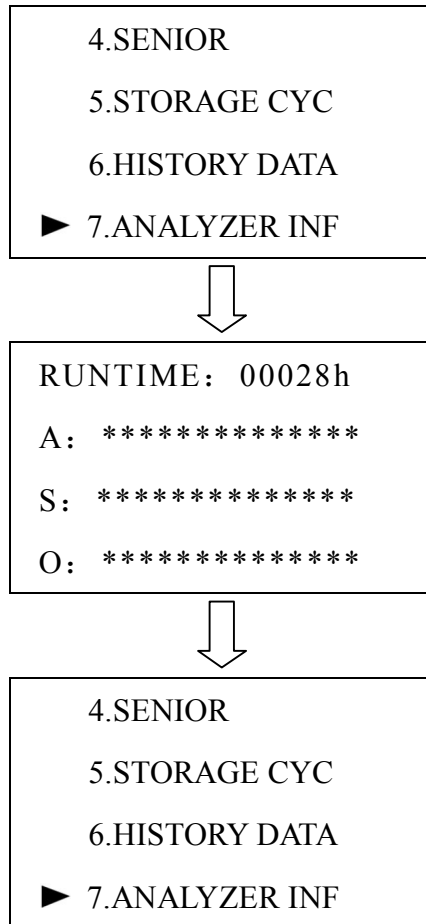 4.SENIOR
5.STORAGE CYC
6.HISTORY DATA
► 7.ANALYZER INF
RUNTIME： 00028h
A： **************
S： **************
O： **************
4.SENIOR
5.STORAGE CYC
6.HISTORY DATA
► 7.ANALYZER INF